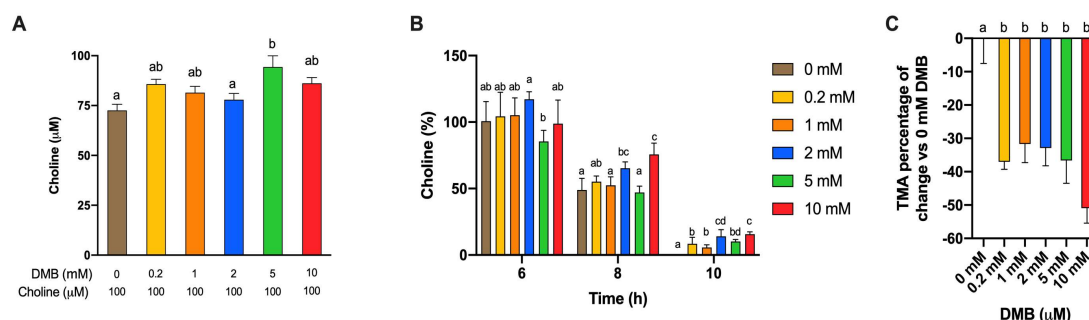 A
100
75
50
25
0
Choline (μM)
a
ab
ab
a
b
ab
DMB (mM) 0 0.2 1 2 5 10
Choline (μM) 100 100 100 100 100 100
B
150
100
50
0
Choline (%)
ab ab ab a b ab
a ab a bc a c
a b b cd bd c
6 8 10
Time (h)
0 mM
0.2 mM
1 mM
2 mM
5 mM
10 mM
C
a b b b b b
0
-10
-20
-30
-40
-50
-60
TMA percentage of
change vs 0 mM DMB
0 mM
0.2 mM
1 mM
2 mM
5 mM
10 mM
DMB (μM)